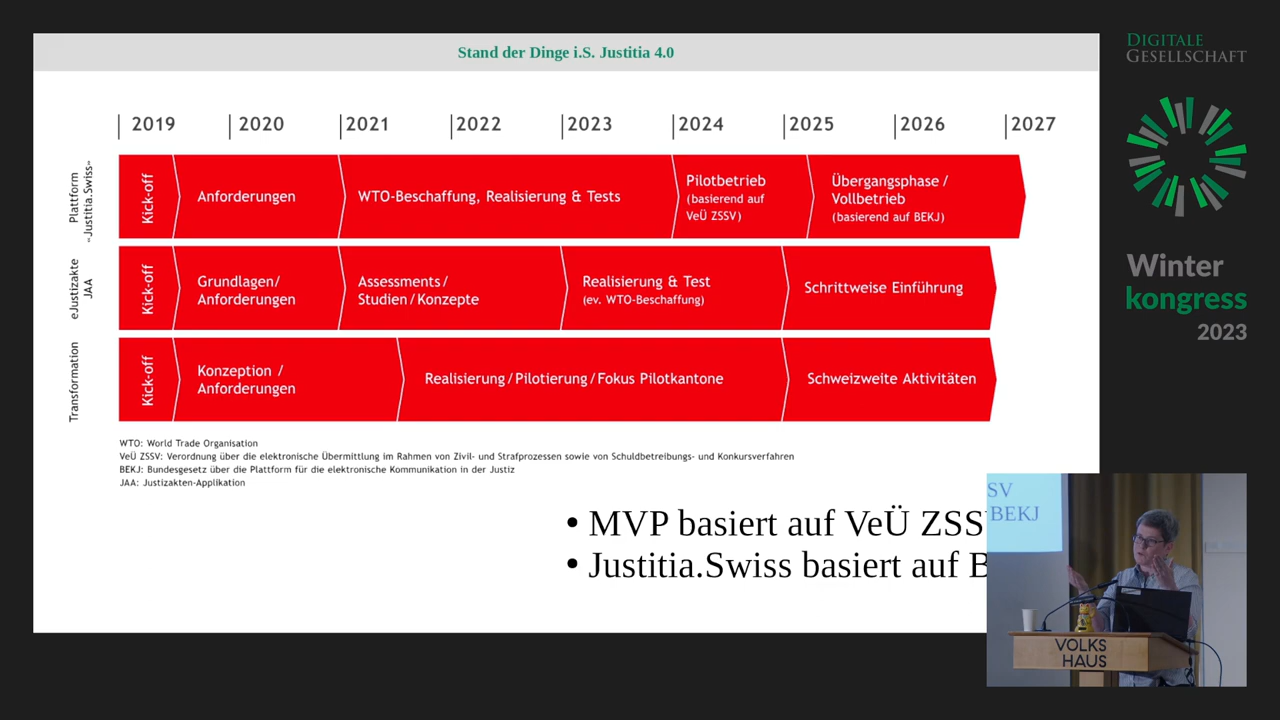 Stand der Dinge i.S. Justitia 4.0
DIGITALE
GESELLSCHAFT
2019
2020
2021
2022
2023
2024
2025
2026
2027
Plattform
«Justitia.Swiss»
Kick-off
Anforderungen
WTO-Beschaffung, Realisierung & Tests
Pilotbetrieb
(basierend auf
VeÜ ZSSV)
Übergangsphase /
Vollbetrieb
(basierend auf BEKJ)
eJustizakte
JAA
Kick-off
Grundlagen/
Anforderungen
Assessments/
Studien/Konzepte
Realisierung & Test
(ev. WTO-Beschaffung)
Schrittweise Einführung
Transformation
Kick-off
Konzeption /
Anforderungen
Realisierung/Pilotierung/Fokus Pilotkantone
Schweizweite Aktivitäten
Winter
kongress
2023
WTO: World Trade Organisation
VeÜ ZSSV: Verordnung über die elektronische Übermittlung im Rahmen von Zivil- und Strafprozessen sowie von Schuldbetreibungs- und Konkursverfahren
BEKJ: Bundesgesetz über die Plattform für die elektronische Kommunikation in der Justiz
JAA: Justizakten-Applikation
• MVP basiert auf VeÜ ZSS
• Justitia.Swiss basiert auf B
SV
BEKJ
VOLKS
HAUS